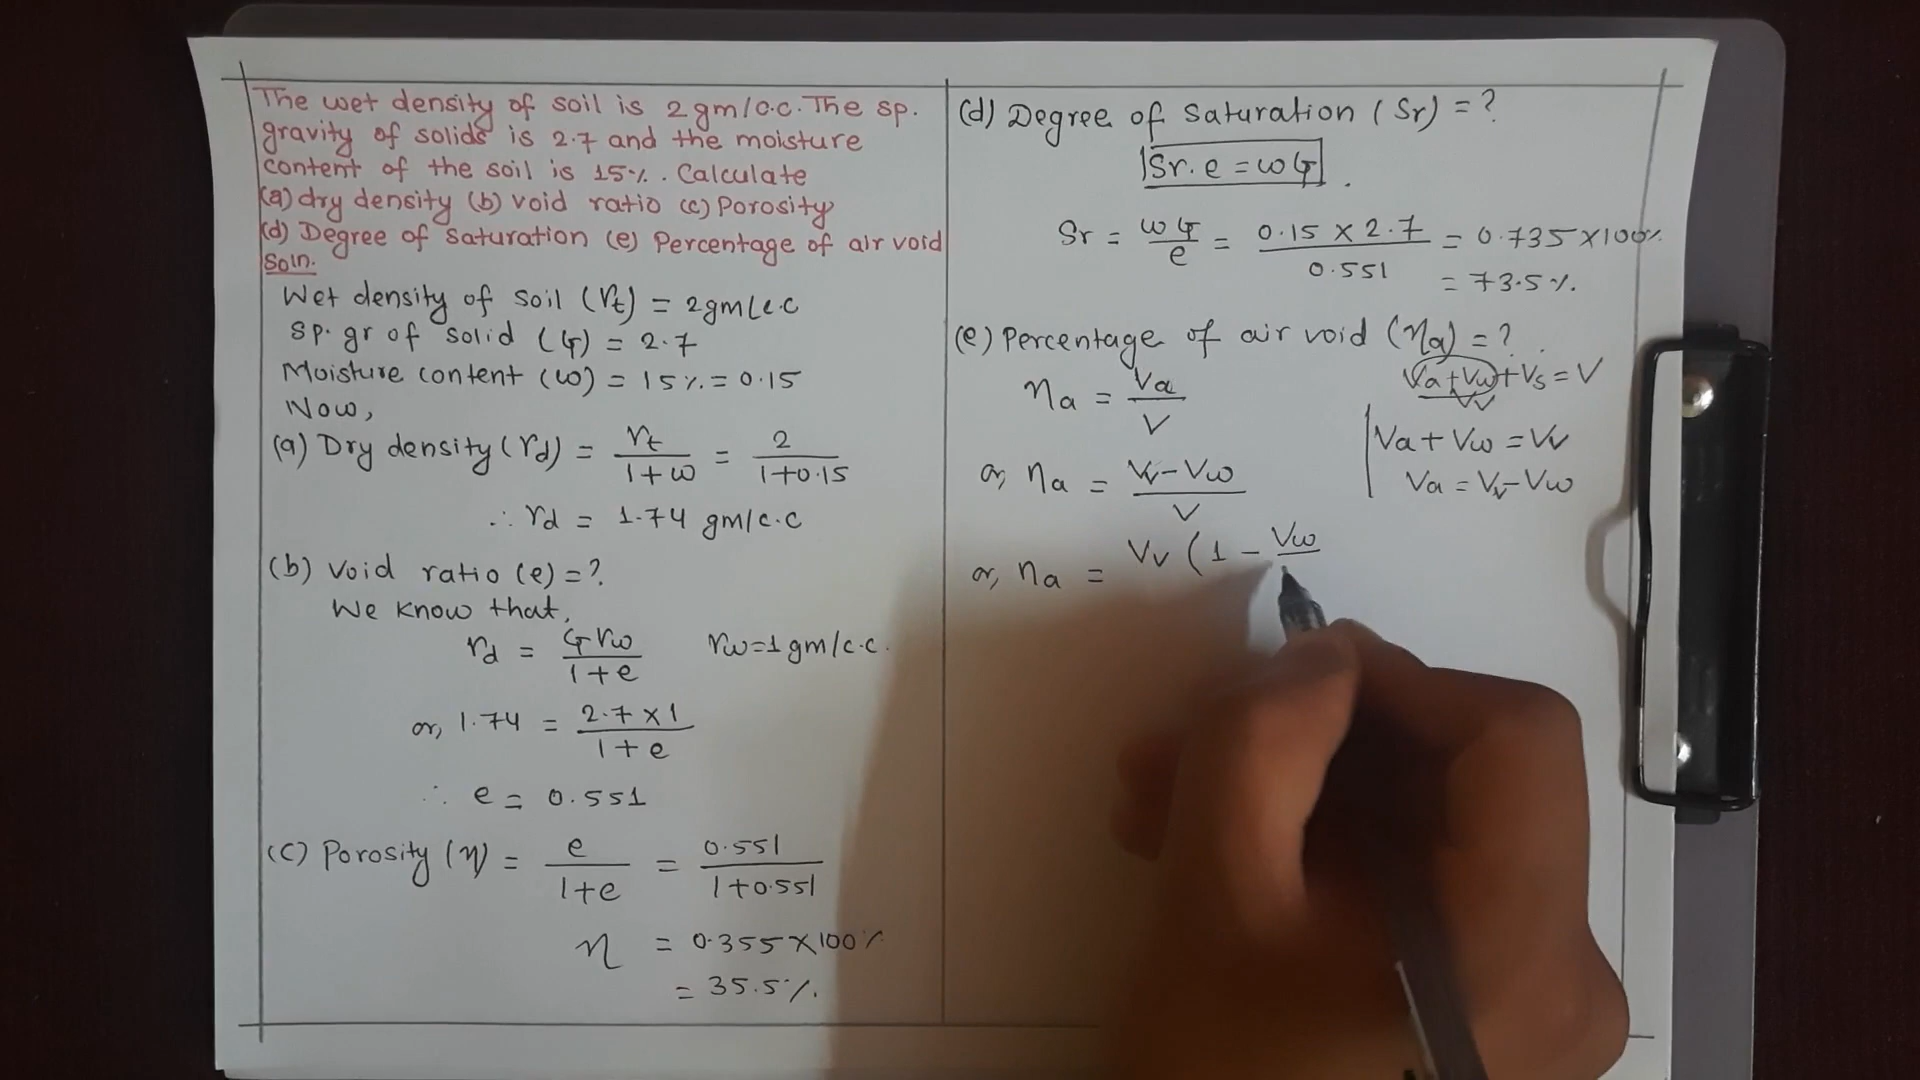 The wet density of soil is 2gm/c.c. The sp.
gravity of solids is 2.7 and the moisture
content of the soil is 15%. Calculate
(a) dry density (b) void ratio (c) Porosity
(d) Degree of saturation (e) Percentage of air void
Soln.
Wet density of soil (γt) = 2gm/c.c
sp. gr of solid (G) = 2.7
Moisture content (ω) = 15% = 0.15
Now,
(a) Dry density (γd) = γt / 1+ω = 2 / 1+0.15
∴ γd = 1.74 gm/c.c
(b) Void ratio (e) = ?
We know that,
γd = Gγω / 1+e γω=1gm/c.c.
or, 1.74 = 2.7×1 / 1+e
∴ e = 0.551
(c) Porosity (η) = e / 1+e = 0.551 / 1+0.551
η = 0.355×100%
= 35.5%.
(d) Degree of saturation (Sr) = ?
Sr.e = ωG
Sr = ωG / e = 0.15 × 2.7 / 0.551 = 0.735×100%
= 73.5%.
(e) Percentage of air void (ηa) = ?
Va+Vω+Vs = V
Vv
ηa = Va / V
Va + Vω = Vv
Va = Vv - Vω
or, ηa = Vv-Vω / V
or, ηa = Vv (1 - Vω